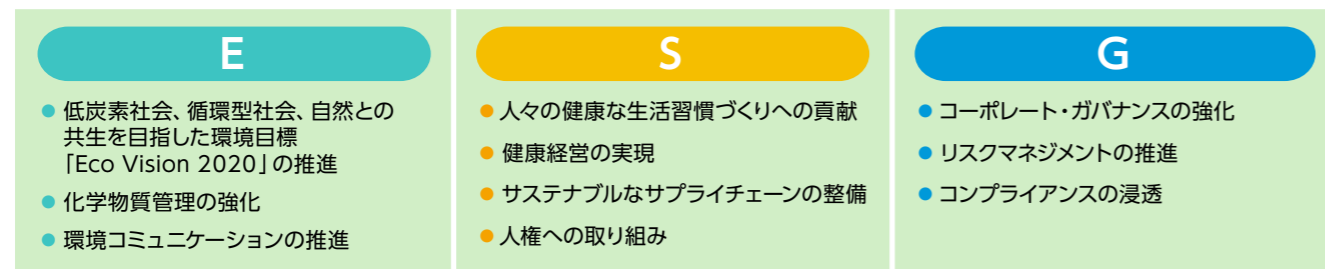 E
● 低炭素社会、循環型社会、自然との
共生を目指した環境目標
「Eco Vision 2020」の推進
● 化学物質管理の強化
● 環境コミュニケーションの推進
S
● 人々の健康な生活習慣づくりへの貢献
● 健康経営の実現
● サステナブルなサプライチェーンの整備
● 人権への取り組み
G
● コーポレート・ガバナンスの強化
● リスクマネジメントの推進
● コンプライアンスの浸透